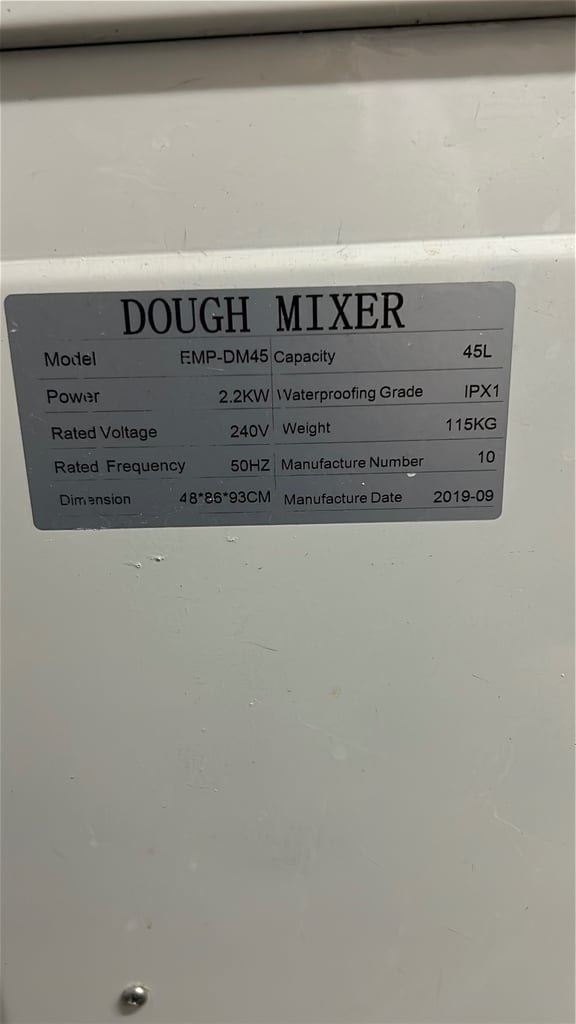 DOUGH MIXER
Model EMP-DM45 Capacity 45L
Power 2.2KW Waterproofing Grade IPX1
Rated Voltage 240V Weight 115KG
Rated Frequency 50HZ Manufacture Number 10
Dimension 48*86*93CM Manufacture Date 2019-09